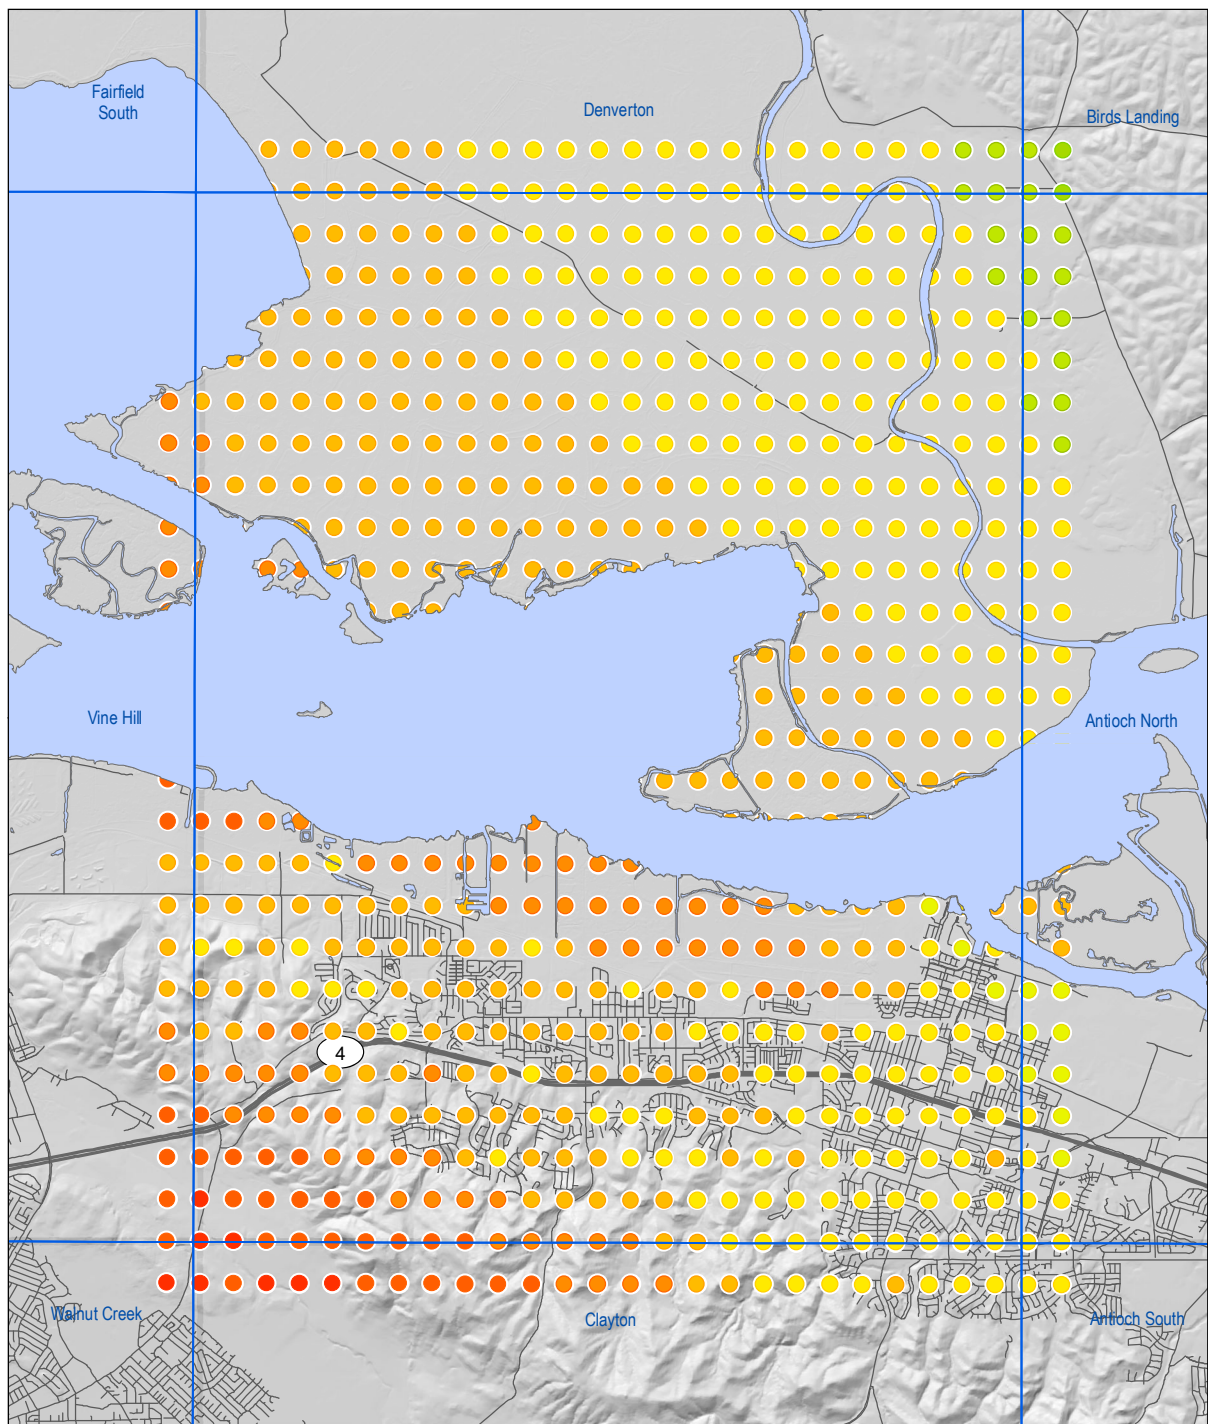 Fairfield
South
Denverton
Birds Landing
Vine Hill
Antioch North
4
Walnut Creek
Clayton
Antioch South